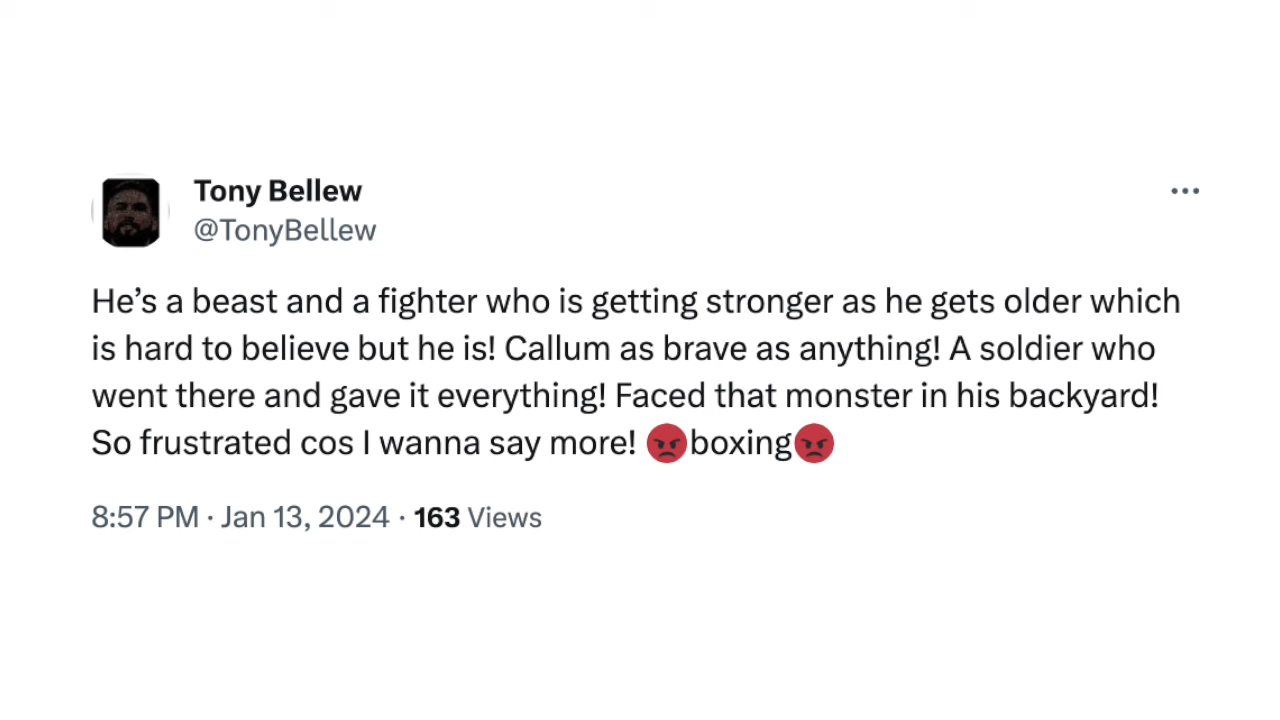 Tony Bellew
@TonyBellew
He’s a beast and a fighter who is getting stronger as he gets older which
is hard to believe but he is! Callum as brave as anything! A soldier who
went there and gave it everything! Faced that monster in his backyard!
So frustrated cos I wanna say more! 😡boxing😡
8:57 PM · Jan 13, 2024 · 163 Views